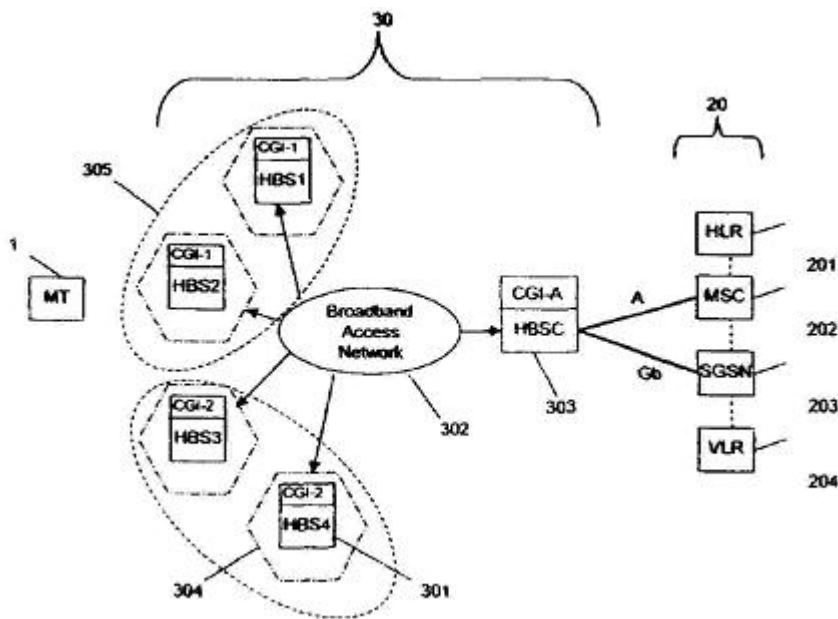 30
20
305
CGI-1
HBS1
1
MT
CGI-1
HBS2
HLR
201
CGI-A
HBSC
303
A
Gb
MSC
202
Broadband
Access
Network
302
SGSN
203
CGI-2
HBS3
VLR
204
CGI-2
HBS4
304
301